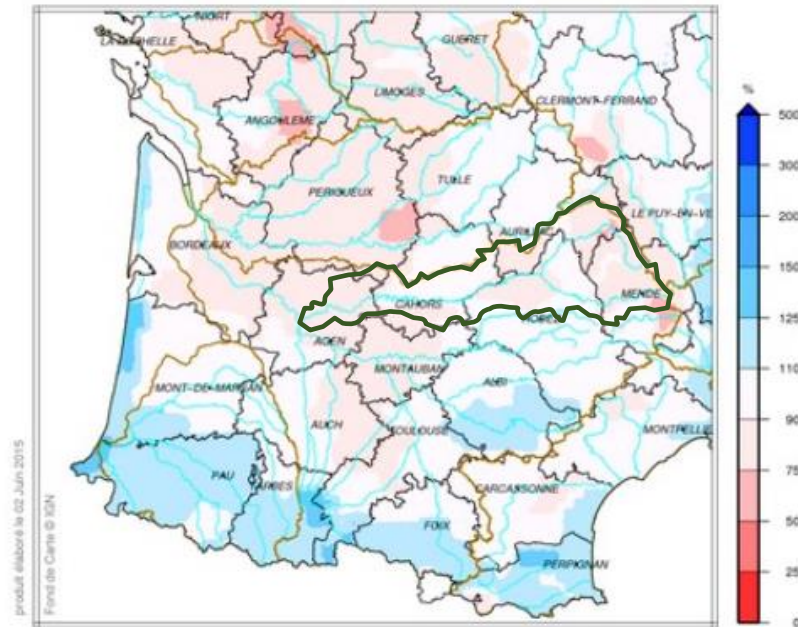 NIORT
LA ROCHELLE
GUERET
%
500
CLERMONT-FERRAND
LIMOGES
ANGOULEME
300
PERIGUEUX
TULLE
200
LE PUY-EN-VE
AURILLAC
BORDEAUX
150
MENDE
CAHORS
125
RODEZ
AGEN
110
MONTAUBAN
MONT-DE-MARSAN
ALBI
90
AUCH
TOULOUSE
MONTPELLIE
75
PAU
TARBES
CARCASSONNE
50
FOIX
PERPIGNAN
25
0
produit élaboré le 02 Juin 2015
Fond de Carte © IGN